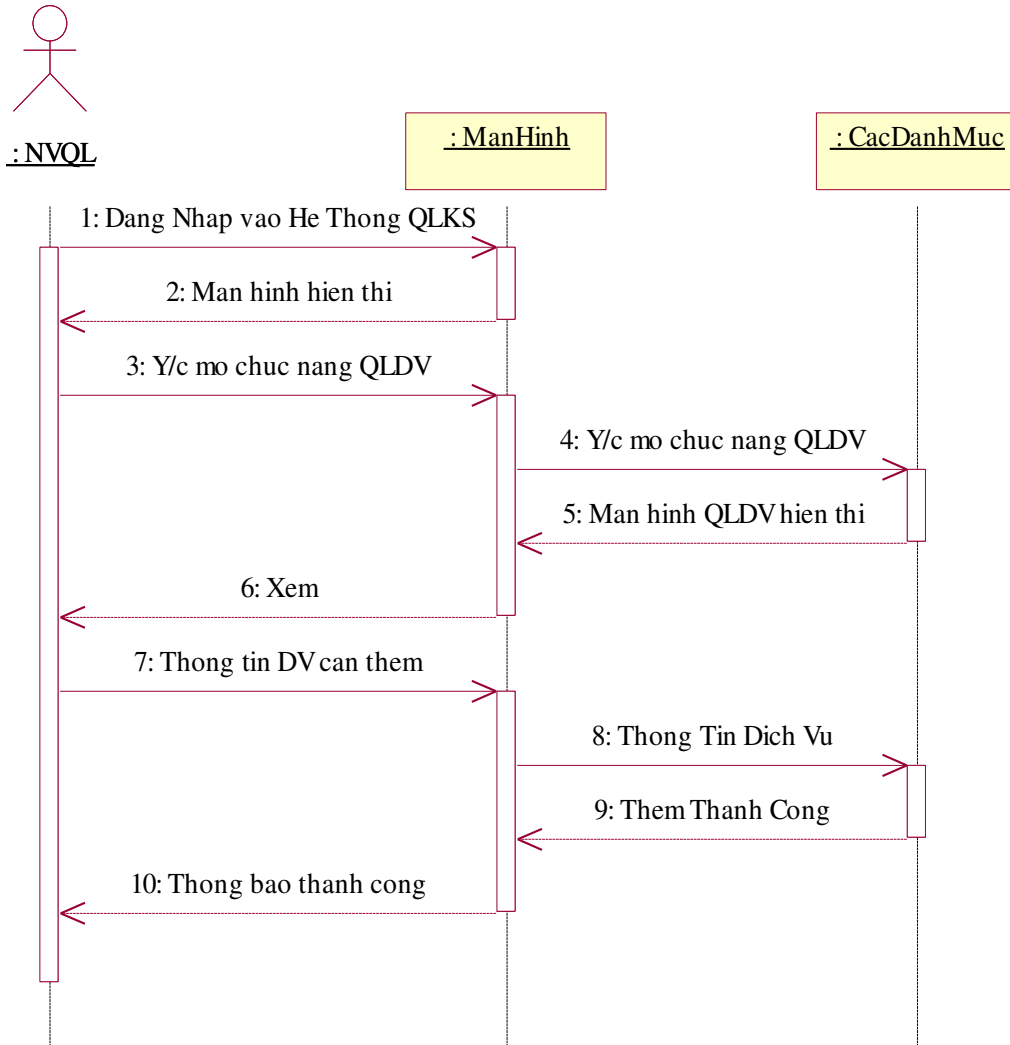 : NVQL
: ManHinh
: CacDanhMuc
1: Dang Nhap vao He Thong QLKS
2: Man hinh hien thi
3: Y/c mo chuc nang QLDV
4: Y/c mo chuc nang QLDV
5: Man hinh QLDV hien thi
6: Xem
7: Thong tin DV can them
8: Thong Tin Dich Vu
9: Them Thanh Cong
10: Thong bao thanh cong